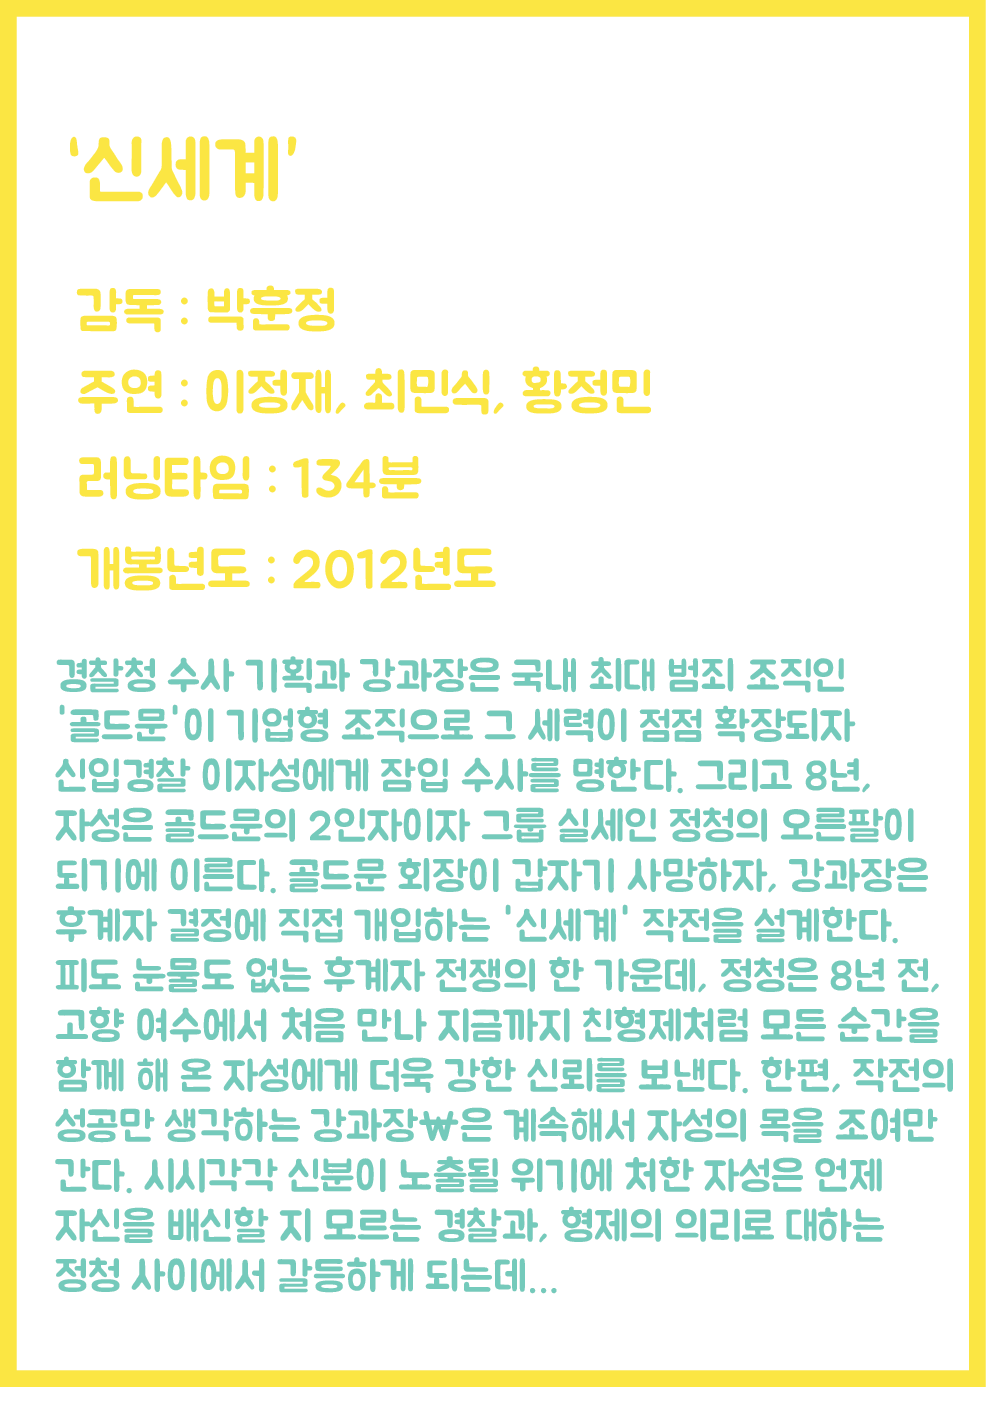 ‘신세계’
감독 : 박훈정
주연 : 이정재, 최민식, 황정민
러닝타임 : 134분
개봉년도 : 2012년도
경찰청 수사 기획과 강과장은 국내 최대 범죄 조직인
'골드문'이 기업형 조직으로 그 세력이 점점 확장되자
신입경찰 이자성에게 잠입 수사를 명한다. 그리고 8년,
자성은 골드문의 2인자이자 그룹 실세인 정청의 오른팔이
되기에 이른다. 골드문 회장이 갑자기 사망하자, 강과장은
후계자 결정에 직접 개입하는 '신세계' 작전을 설계한다.
피도 눈물도 없는 후계자 전쟁의 한 가운데, 정청은 8년 전,
고향 여수에서 처음 만나 지금까지 친형제처럼 모든 순간을
함께 해 온 자성에게 더욱 강한 신뢰를 보낸다. 한편, 작전의
성공만 생각하는 강과장₩은 계속해서 자성의 목을 조여만
간다. 시시각각 신분이 노출될 위기에 처한 자성은 언제
자신을 배신할 지 모르는 경찰과, 형제의 의리로 대하는
정청 사이에서 갈등하게 되는데...